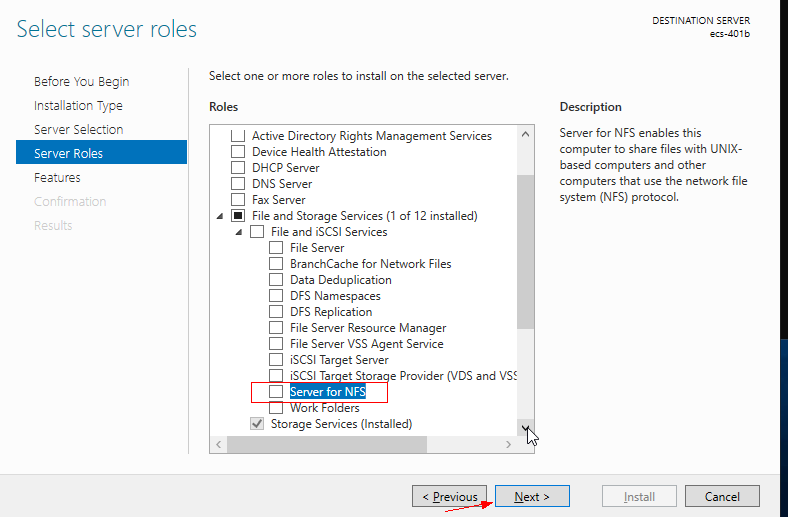 Select server roles
DESTINATION SERVER
ecs-401b
Before You Begin
Installation Type
Server Selection
Server Roles
Features
Confirmation
Results
Select one or more roles to install on the selected server.
Roles
Active Directory Rights Management Services
Device Health Attestation
DHCP Server
DNS Server
Fax Server
File and Storage Services (1 of 12 installed)
File and iSCSI Services
File Server
BranchCache for Network Files
Data Deduplication
DFS Namespaces
DFS Replication
File Server Resource Manager
File Server VSS Agent Service
iSCSI Target Server
iSCSI Target Storage Provider (VDS and VSS
Server for NFS
Work Folders
Storage Services (Installed)
Description
Server for NFS enables this
computer to share files with UNIX-
based computers and other
computers that use the network file
system (NFS) protocol.
< Previous
Next >
Install
Cancel